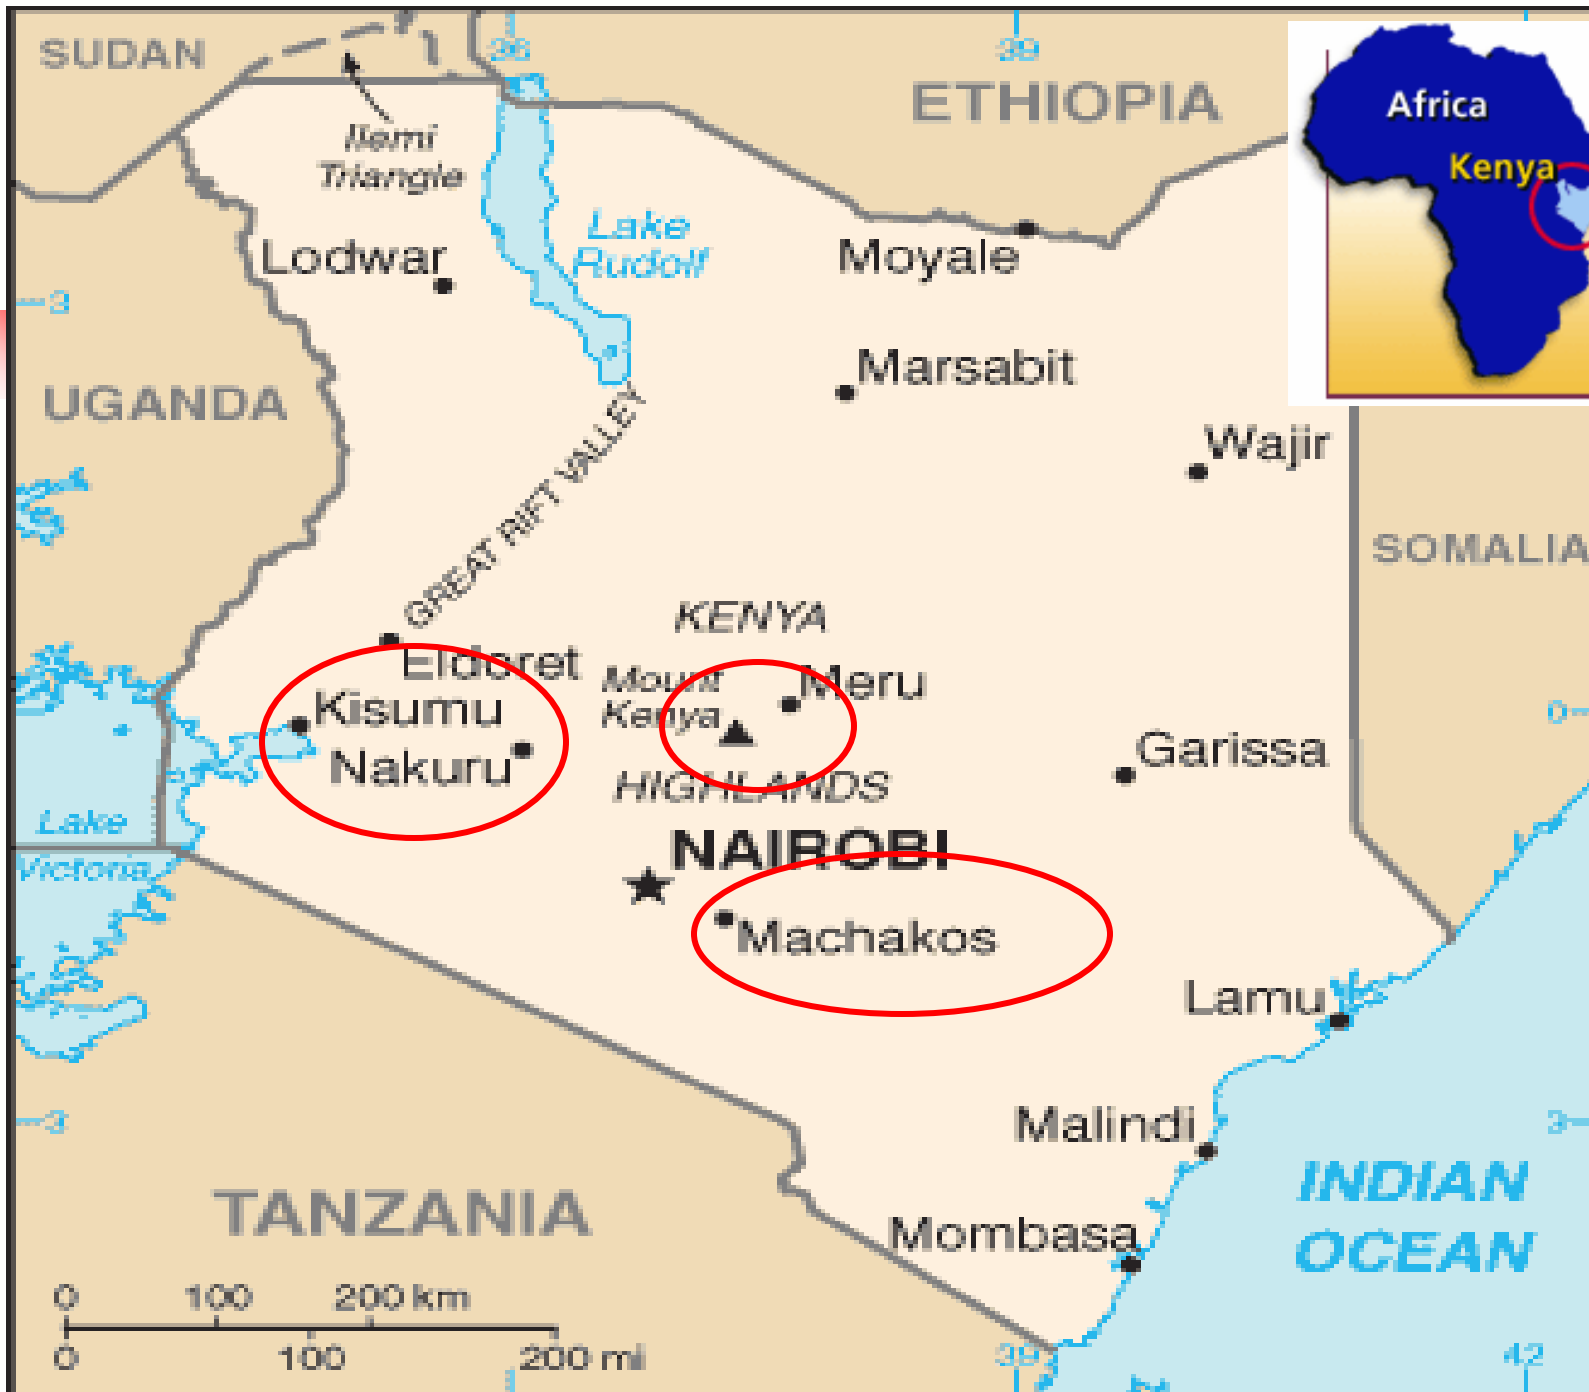 SUDAN
36
39
ETHIOPIA
Africa
Kenya
Ilemi
Triangle
Lake
Rudolf
Lodwar
Moyale
3
Marsabit
UGANDA
Wajir
GREAT RIFT VALLEY
SOMALIA
KENYA
Eldoret
Mount
Kenya
Meru
Kisumu
0
Nakuru
Garissa
HIGHLANDS
Lake
Victoria
NAIROBI
Machakos
Lamu
3
Malindi
3
INDIAN
OCEAN
TANZANIA
Mombasa
0 100 200 km
0 100 200 mi
39
42